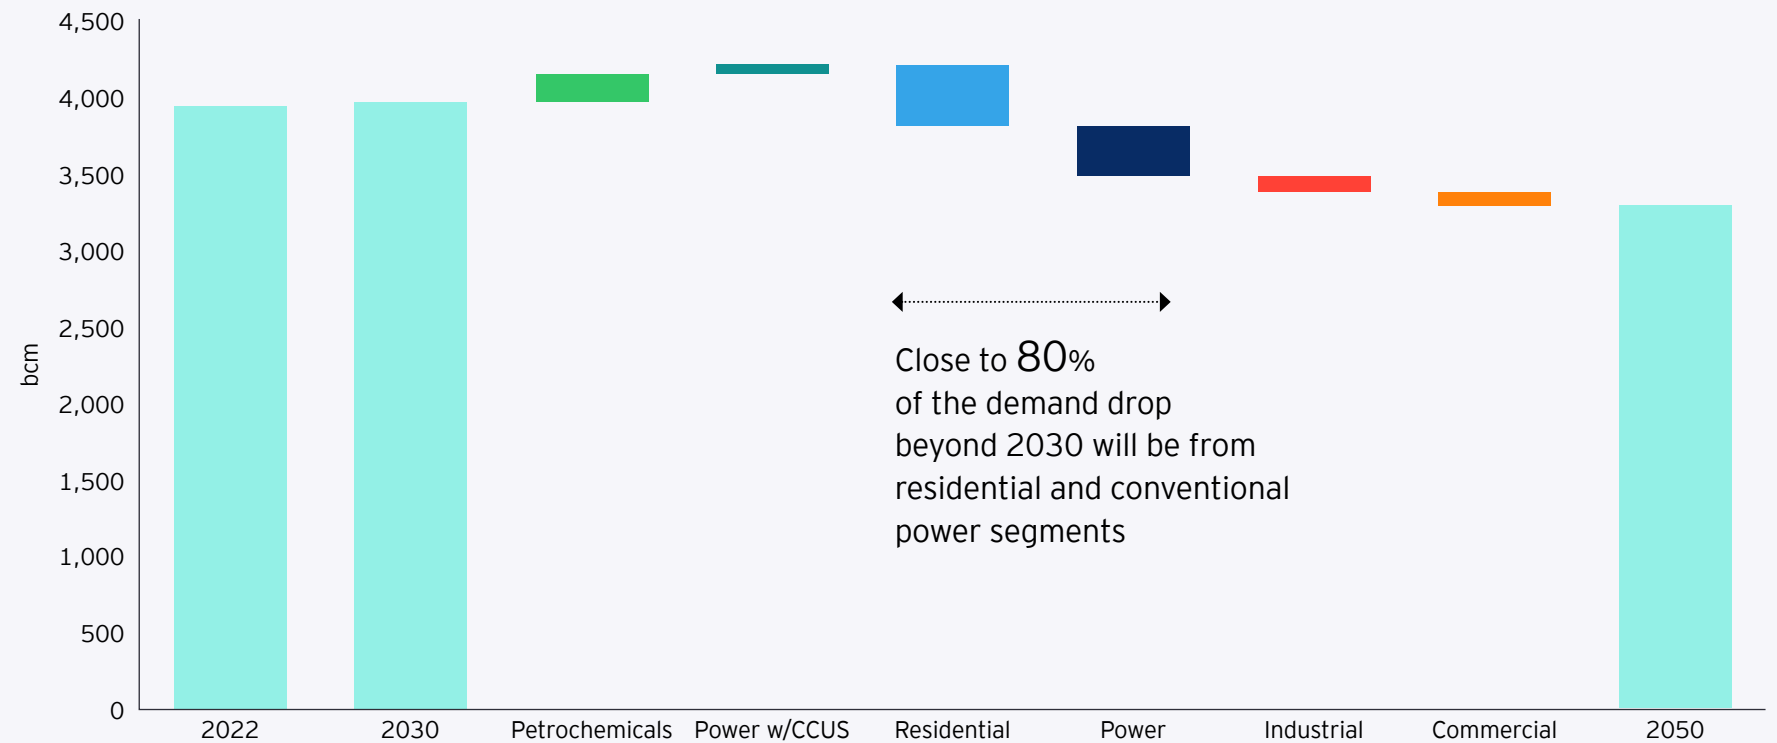 4,500
4,000
3,500
3,000
2,500
2,000
1,500
1,000
500
0
bcm
Close to 80%
of the demand drop
beyond 2030 will be from
residential and conventional
power segments
2022 2030 Petrochemicals Power w/CCUS Residential Power Industrial Commercial 2050